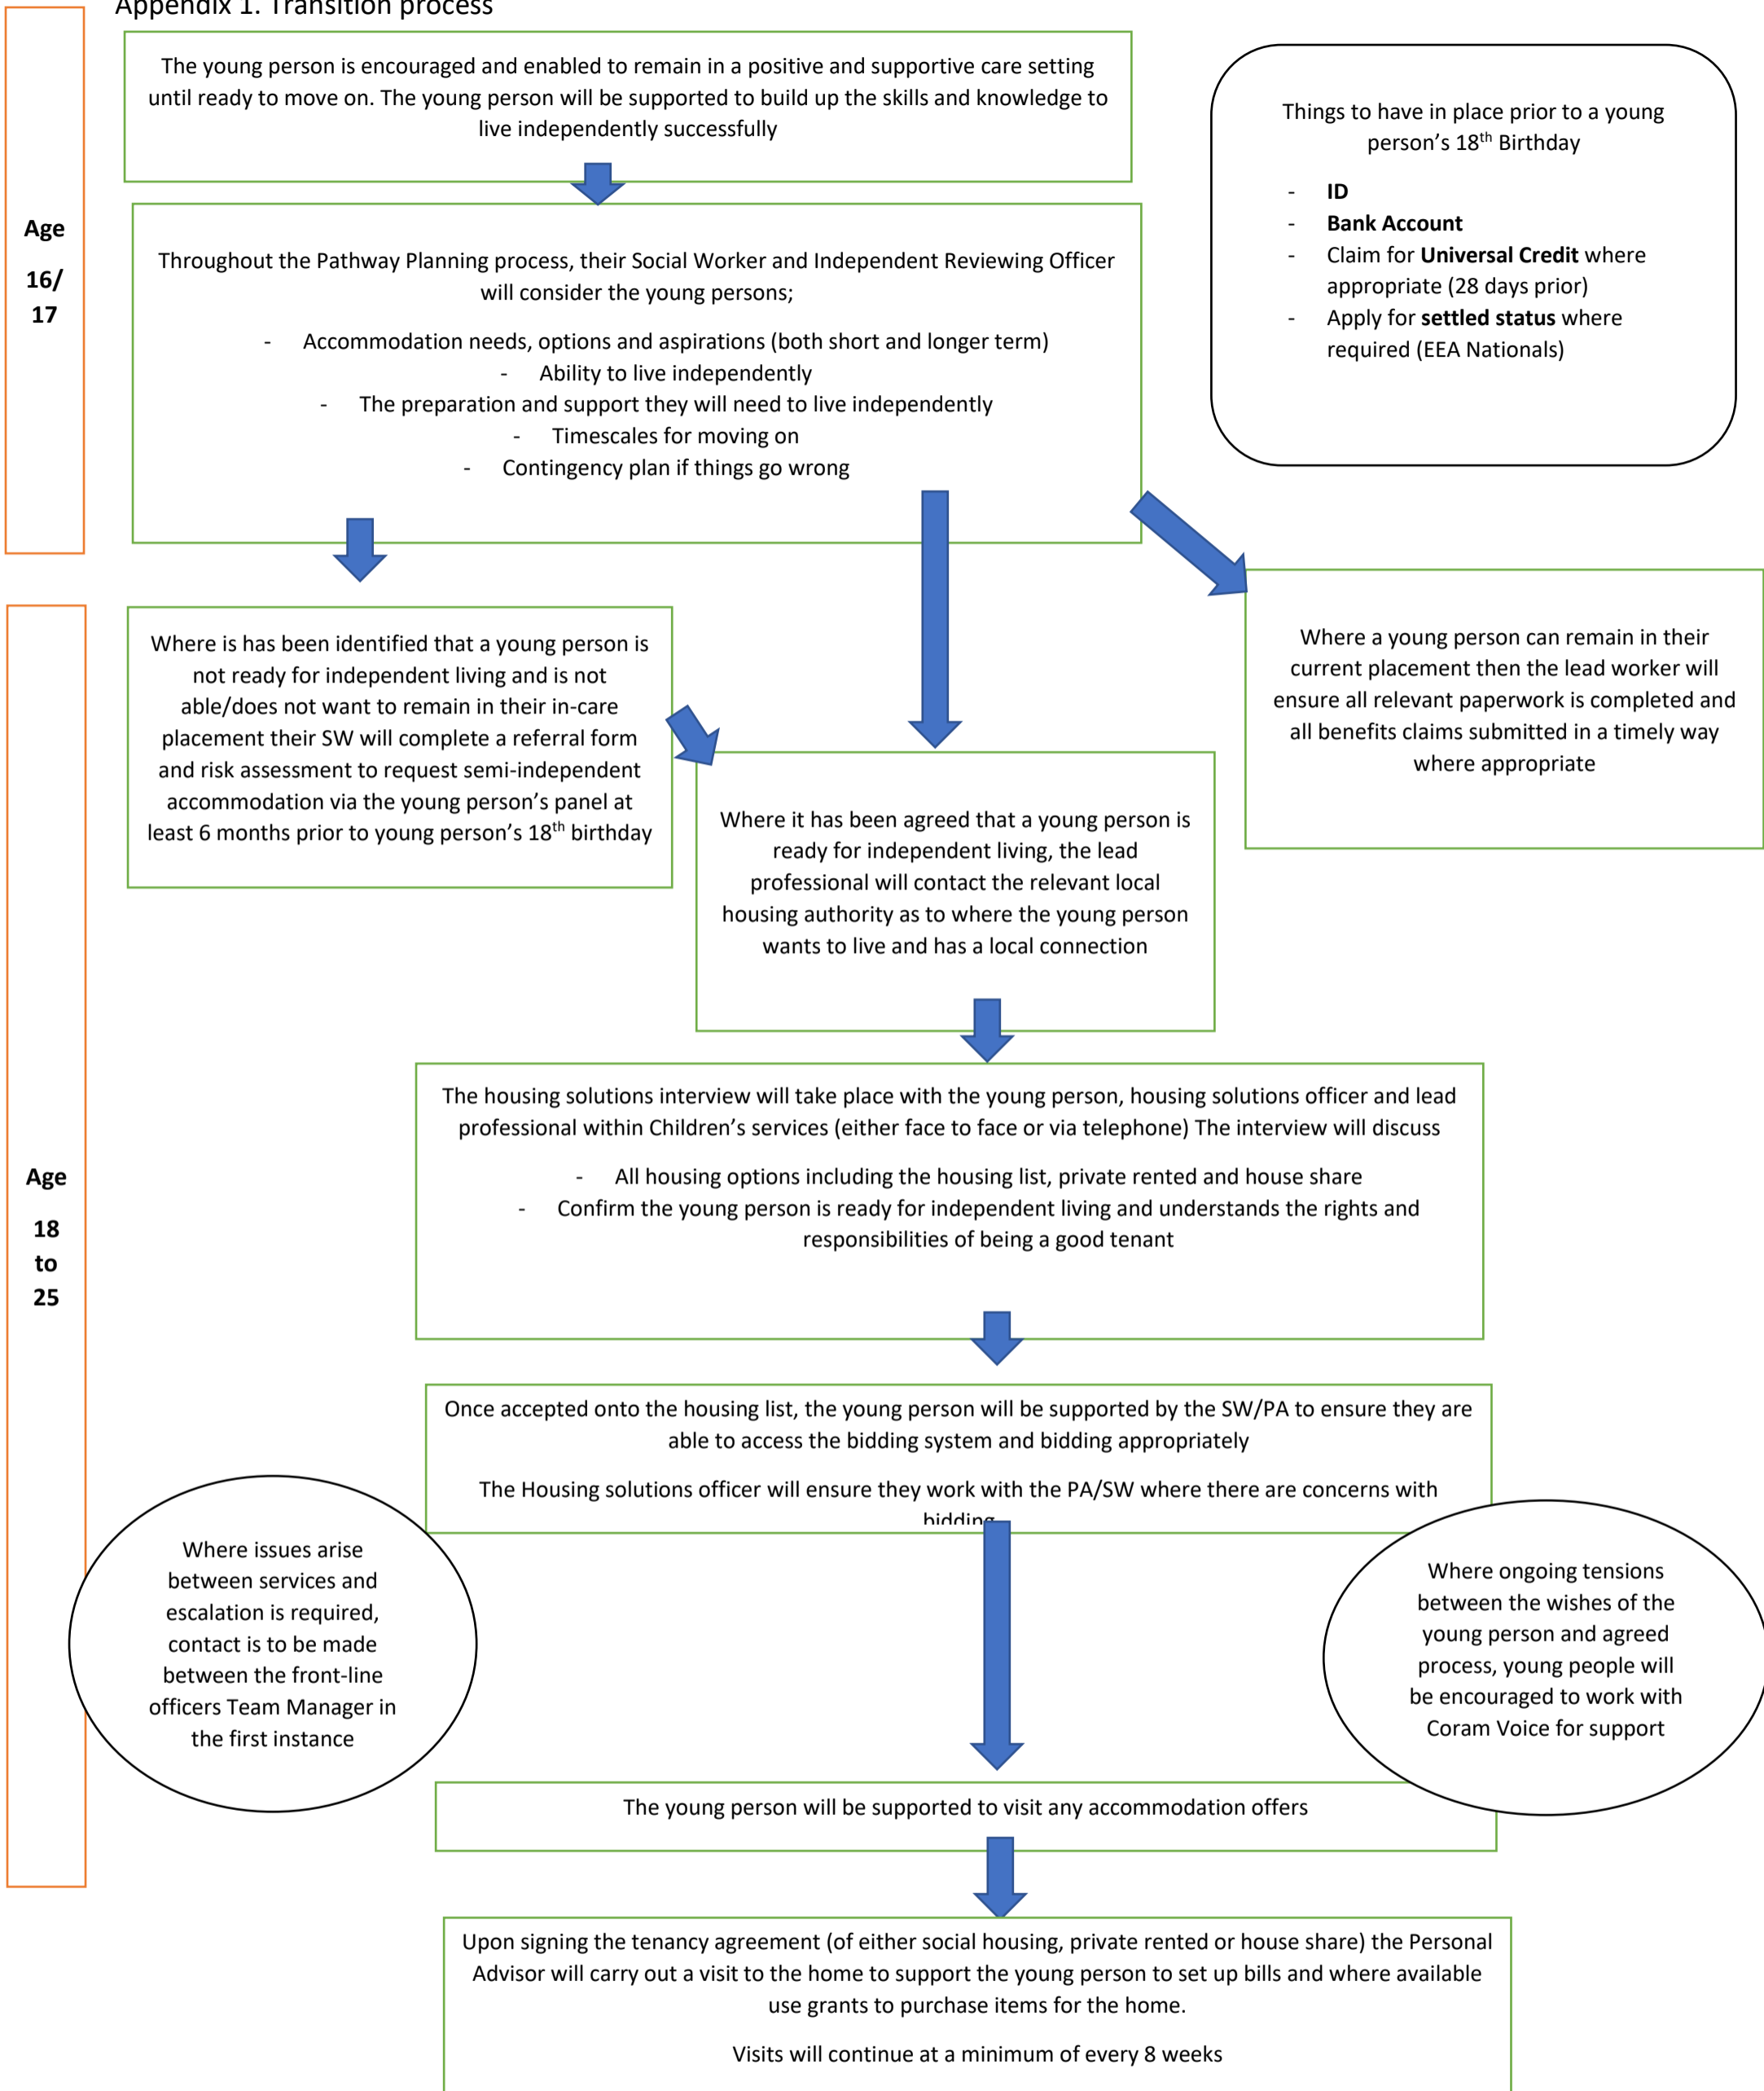 Appendix 1. Transition process
The young person is encouraged and enabled to remain in a positive and supportive care setting
until ready to move on. The young person will be supported to build up the skills and knowledge to
live independently successfully
Things to have in place prior to a young
person's 18th Birthday
- ID
- Bank Account
- Claim for Universal Credit where
appropriate (28 days prior)
- Apply for settled status where
required (EEA Nationals)
Age
16/
17
Throughout the Pathway Planning process, their Social Worker and Independent Reviewing Officer
will consider the young persons;
- Accommodation needs, options and aspirations (both short and longer term)
- Ability to live independently
- The preparation and support they will need to live independently
- Timescales for moving on
- Contingency plan if things go wrong
Where is has been identified that a young person is
not ready for independent living and is not
able/does not want to remain in their in-care
placement their SW will complete a referral form
and risk assessment to request semi-independent
accommodation via the young person's panel at
least 6 months prior to young person's 18th birthday
Where a young person can remain in their
current placement then the lead worker will
ensure all relevant paperwork is completed and
all benefits claims submitted in a timely way
where appropriate
Where it has been agreed that a young person is
ready for independent living, the lead
professional will contact the relevant local
housing authority as to where the young person
wants to live and has a local connection
Age
18
to
25
The housing solutions interview will take place with the young person, housing solutions officer and lead
professional within Children's services (either face to face or via telephone) The interview will discuss
- All housing options including the housing list, private rented and house share
- Confirm the young person is ready for independent living and understands the rights and
responsibilities of being a good tenant
Once accepted onto the housing list, the young person will be supported by the SW/PA to ensure they are
able to access the bidding system and bidding appropriately
The Housing solutions officer will ensure they work with the PA/SW where there are concerns with
bidding
Where issues arise
between services and
escalation is required,
contact is to be made
between the front-line
officers Team Manager in
the first instance
Where ongoing tensions
between the wishes of the
young person and agreed
process, young people will
be encouraged to work with
Coram Voice for support
The young person will be supported to visit any accommodation offers
Upon signing the tenancy agreement (of either social housing, private rented or house share) the Personal
Advisor will carry out a visit to the home to support the young person to set up bills and where available
use grants to purchase items for the home.
Visits will continue at a minimum of every 8 weeks